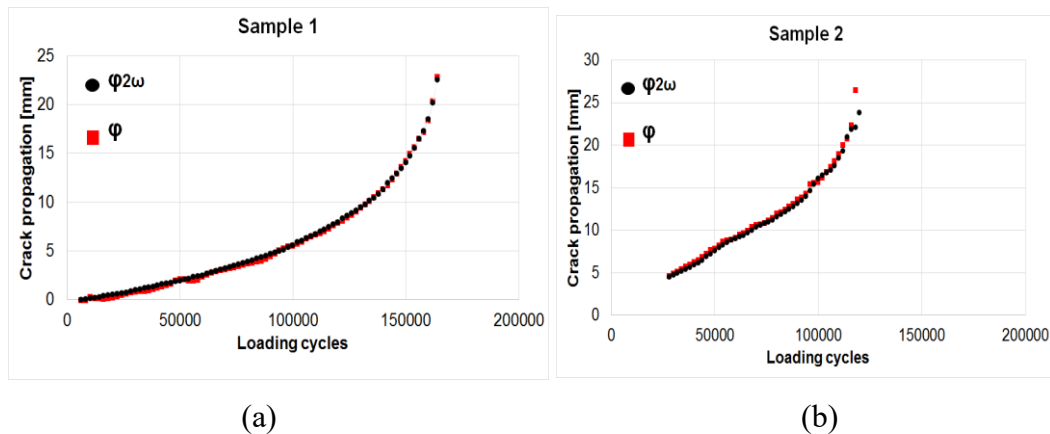 Sample 1
Crack propagation [mm]
25
20
15
10
5
0
φ2ω
φ
0 50000 100000 150000 200000
Loading cycles
(a)
Sample 2
Crack propagation [mm]
30
25
20
15
10
5
0
φ2ω
φ
0 50000 100000 150000 200000
Loading cycles
(b)